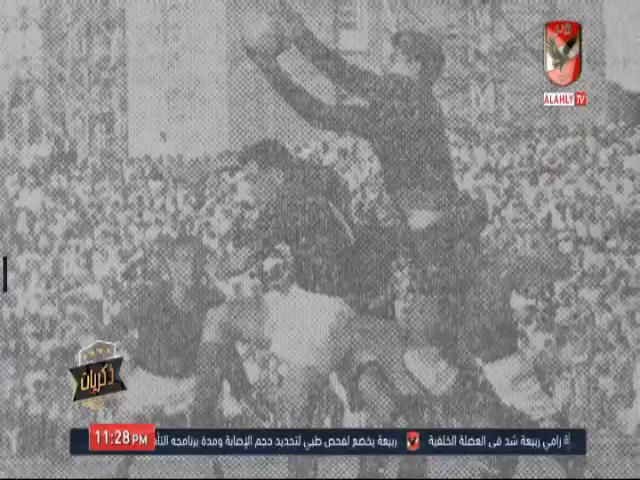 ALAHLY TV
ذكريات
11:28 PM
رامي ربيعة شد فى العضلة الخلفية
ربيعة يخضع لفحص طبي لتحديد حجم الإصابة ومدة برنامجه